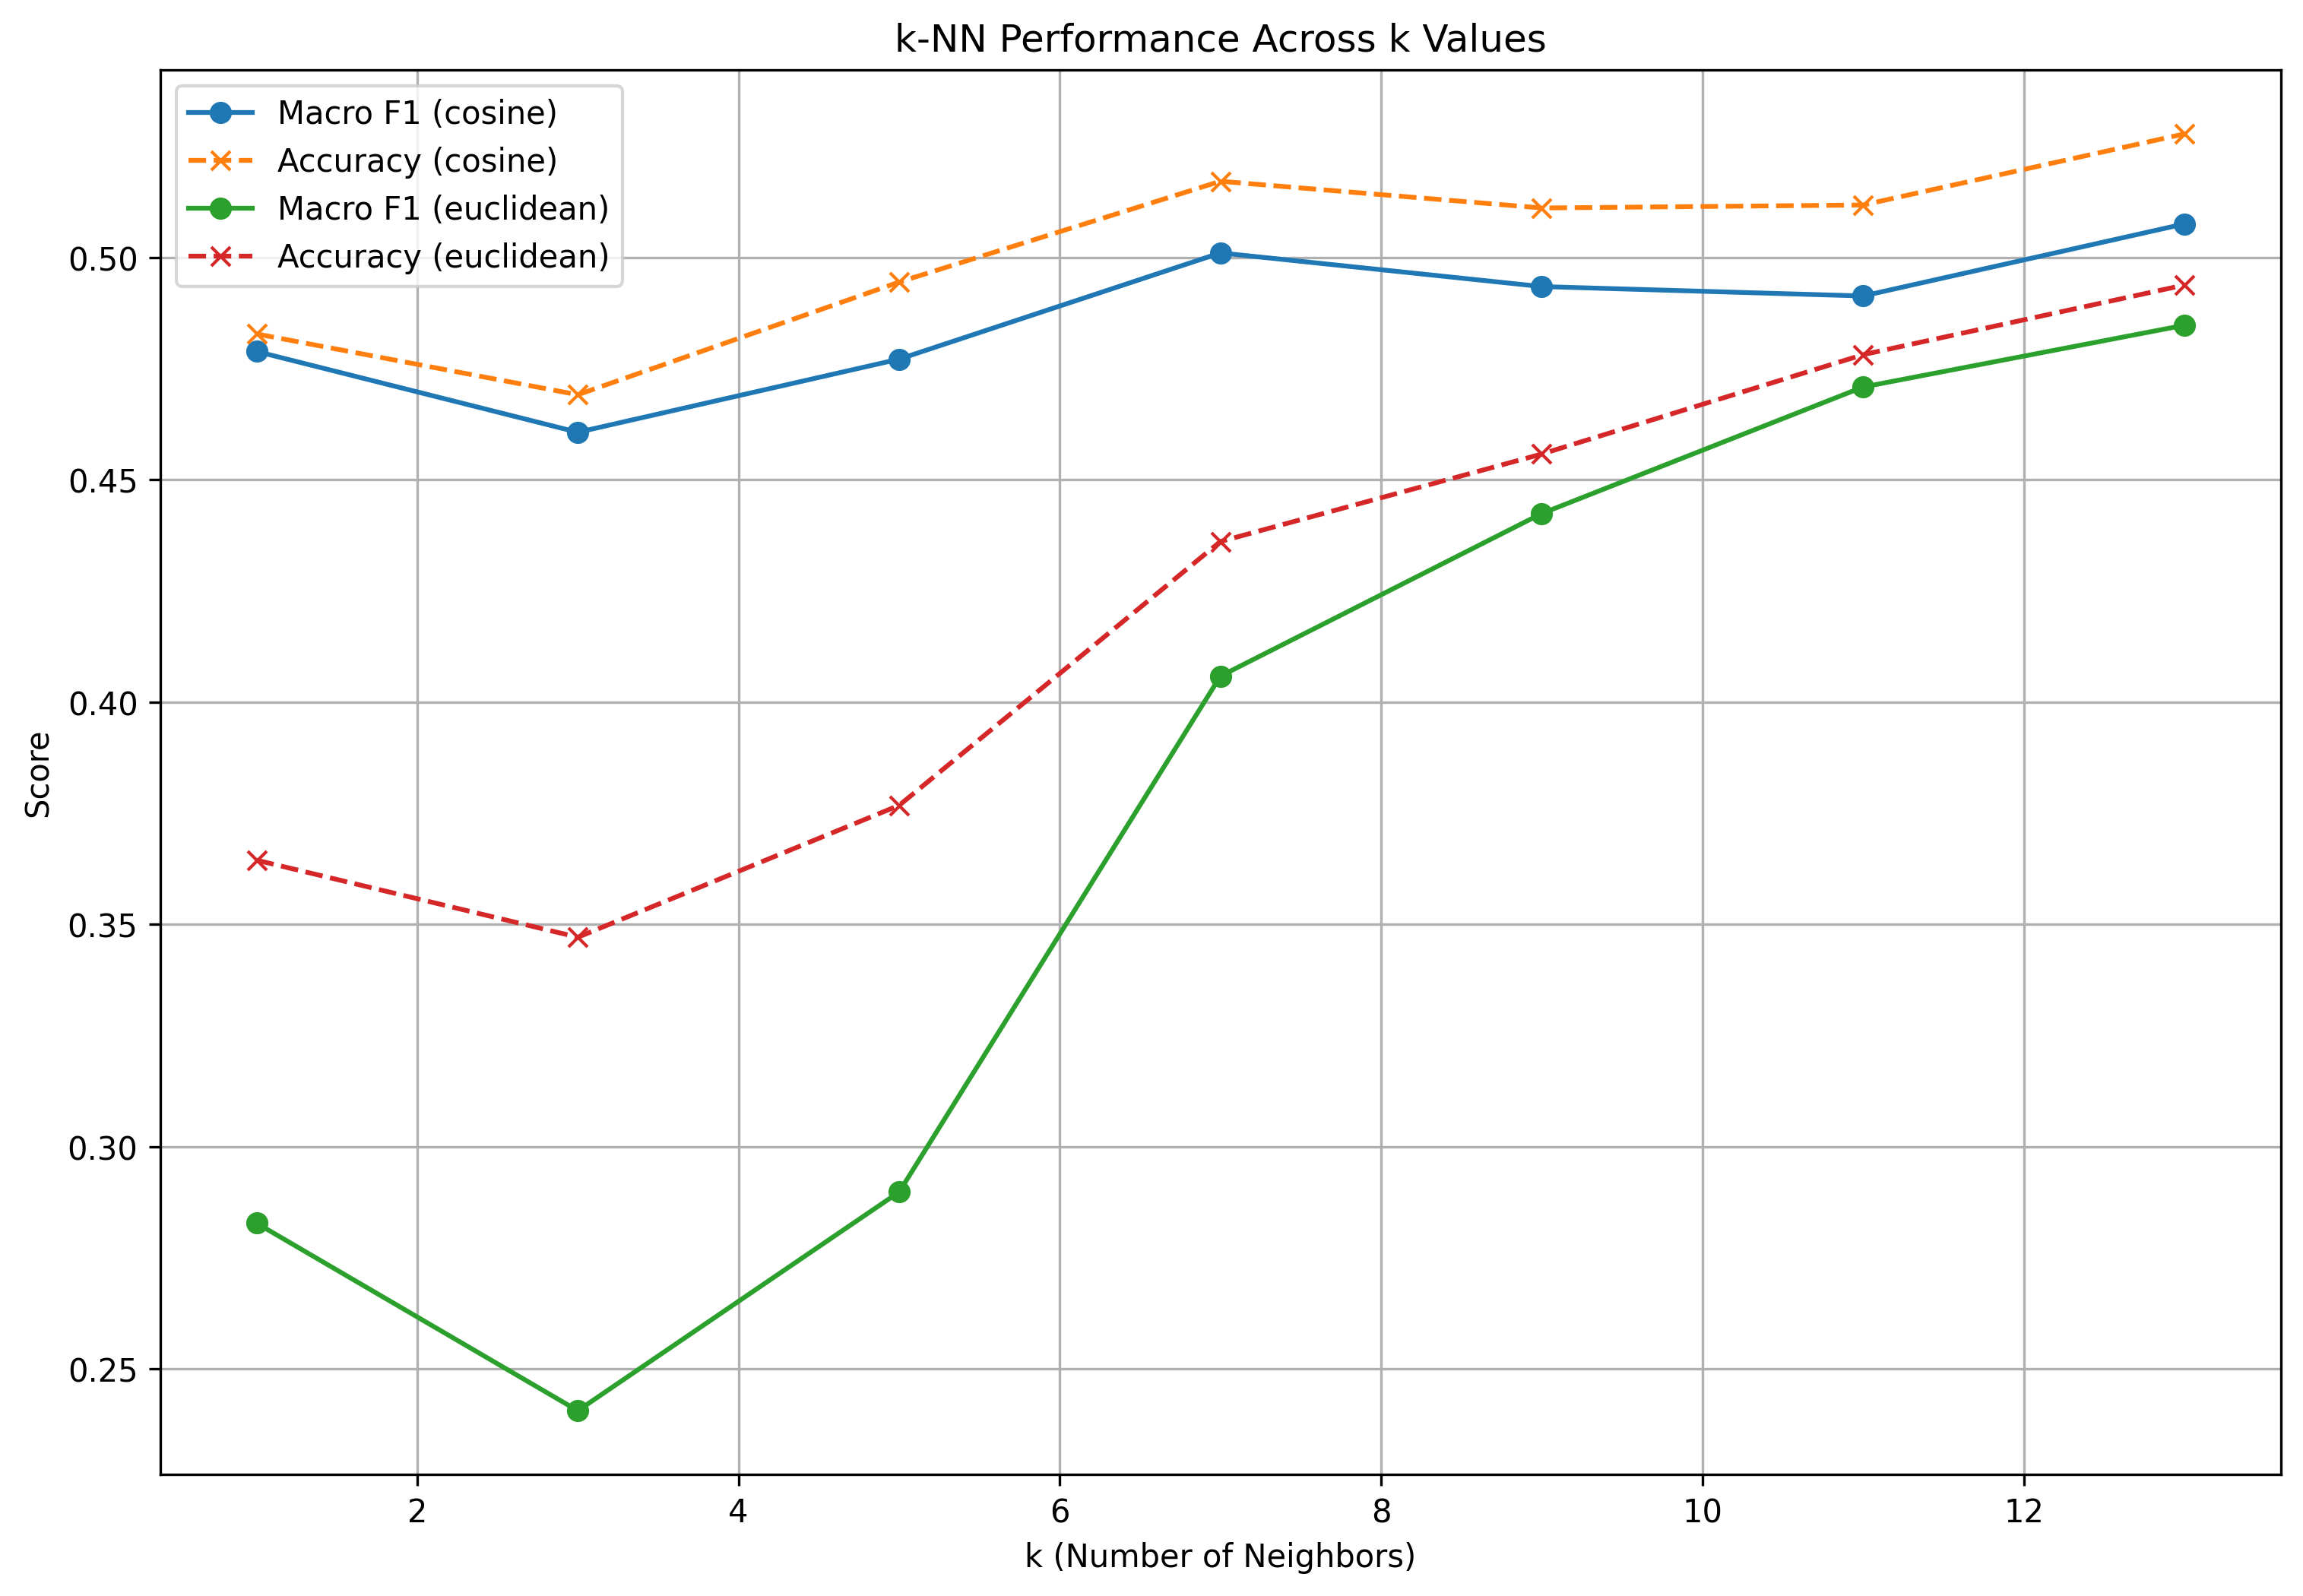 k-NN Performance Across k Values
Macro F1 (cosine)
Accuracy (cosine)
Macro F1 (euclidean)
Accuracy (euclidean)
Score
0.50
0.45
0.40
0.35
0.30
0.25
2 4 6 8 10 12
k (Number of Neighbors)